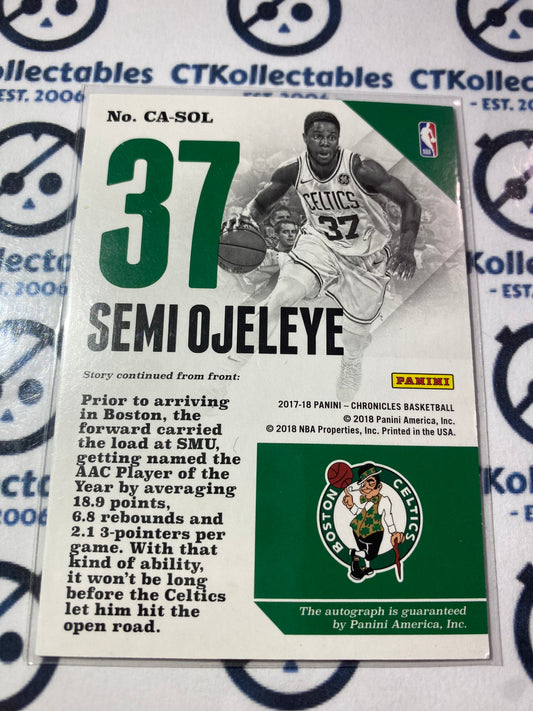 CTKollectables
- EST. 2006 -
No. CA-SOL
37
CELTICS
37
SEMI OJELEYE
Story continued from front:
Prior to arriving
in Boston, the
forward carried
the load at SMU,
getting named the
AAC Player of the
Year by averaging
18.9 points,
6.8 rebounds and
2.1 3-pointers per
game. With that
kind of ability,
it won't be long
before the Celtics
let him hit the
open road.
PANINI
2017-18 PANINI – CHRONICLES BASKETBALL
© 2018 Panini America, Inc.
© 2018 NBA Properties, Inc. Printed in the USA.
BOSTON CELTICS
The autograph is guaranteed
by Panini America, Inc.